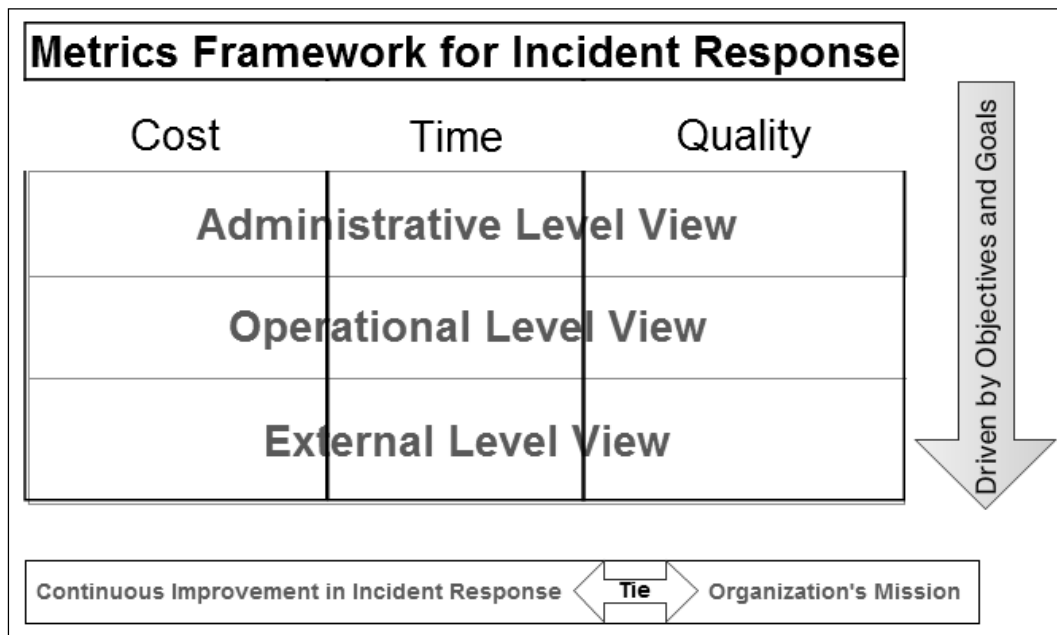 Metrics Framework for Incident Response
Cost Time Quality
Administrative Level View
Operational Level View
External Level View
Driven by Objectives and Goals
Continuous Improvement in Incident Response Tie Organization's Mission